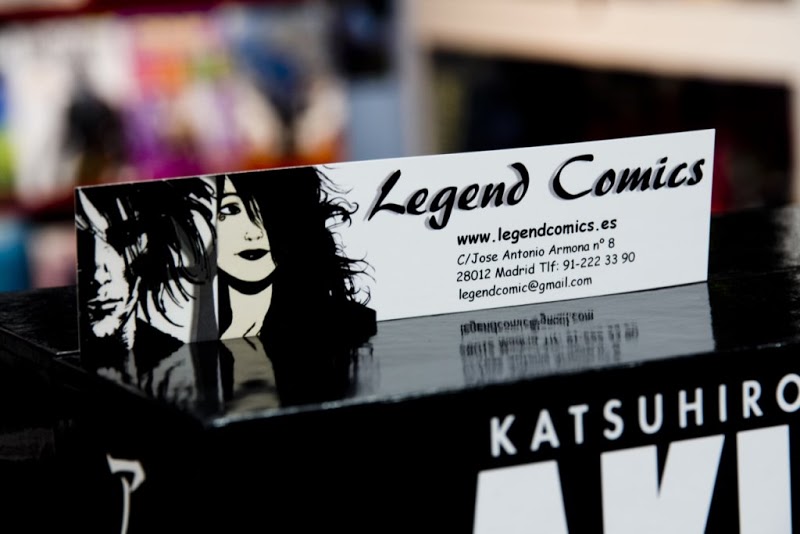 Legend Comics
www.legendcomics.es
C/Jose Antonio Armona nº 8
28012 Madrid Tlf: 91-222 33 90
legendcomic@gmail.com
KATSUHIRO